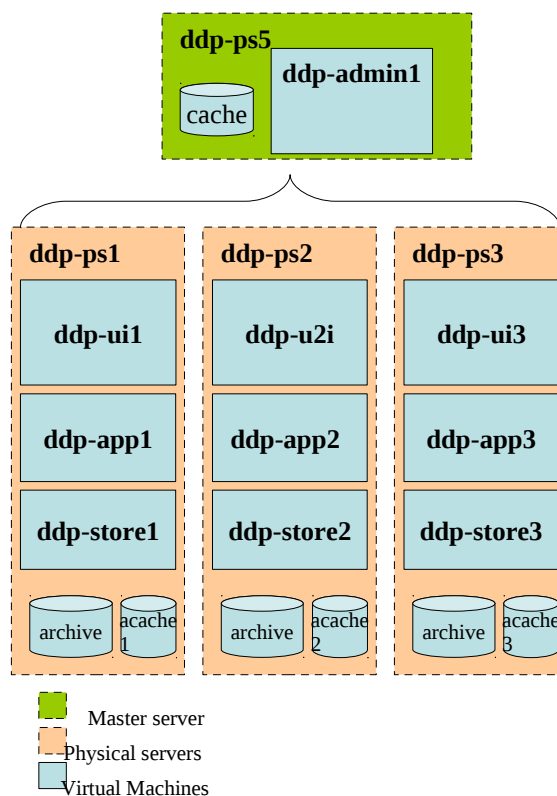 ddp-ps5
ddp-admin1
cache
ddp-ps1
ddp-ps2
ddp-ps3
ddp-ui1
ddp-u2i
ddp-ui3
ddp-app1
ddp-app2
ddp-app3
ddp-store1
ddp-store2
ddp-store3
archive
acache
1
archive
acache
2
archive
acache
3
Master server
Physical servers
Virtual Machines